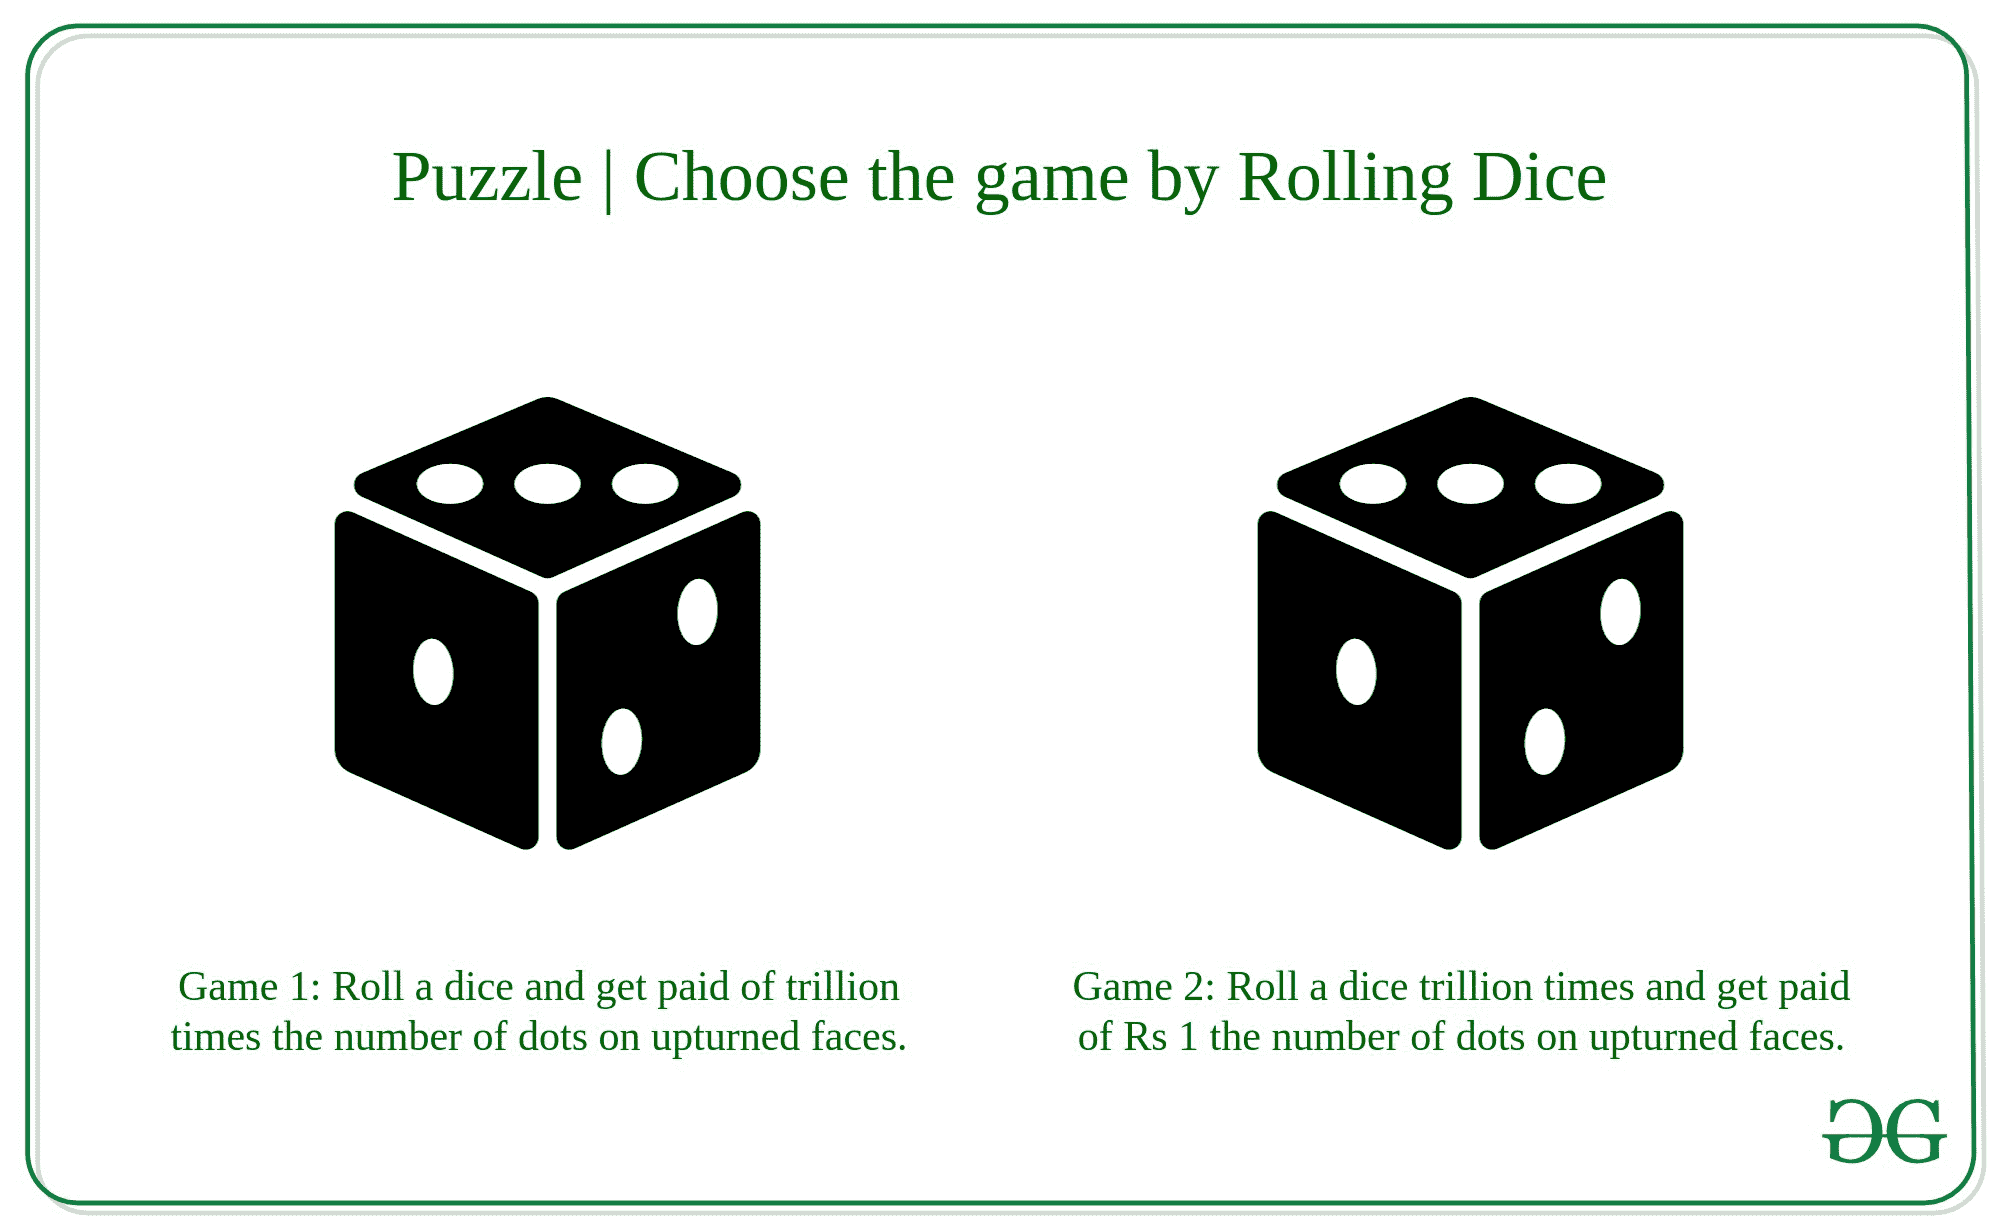 Puzzle | Choose the game by Rolling Dice
Game 1: Roll a dice and get paid of trillion
times the number of dots on upturned faces.
Game 2: Roll a dice trillion times and get paid
of Rs 1 the number of dots on upturned faces.